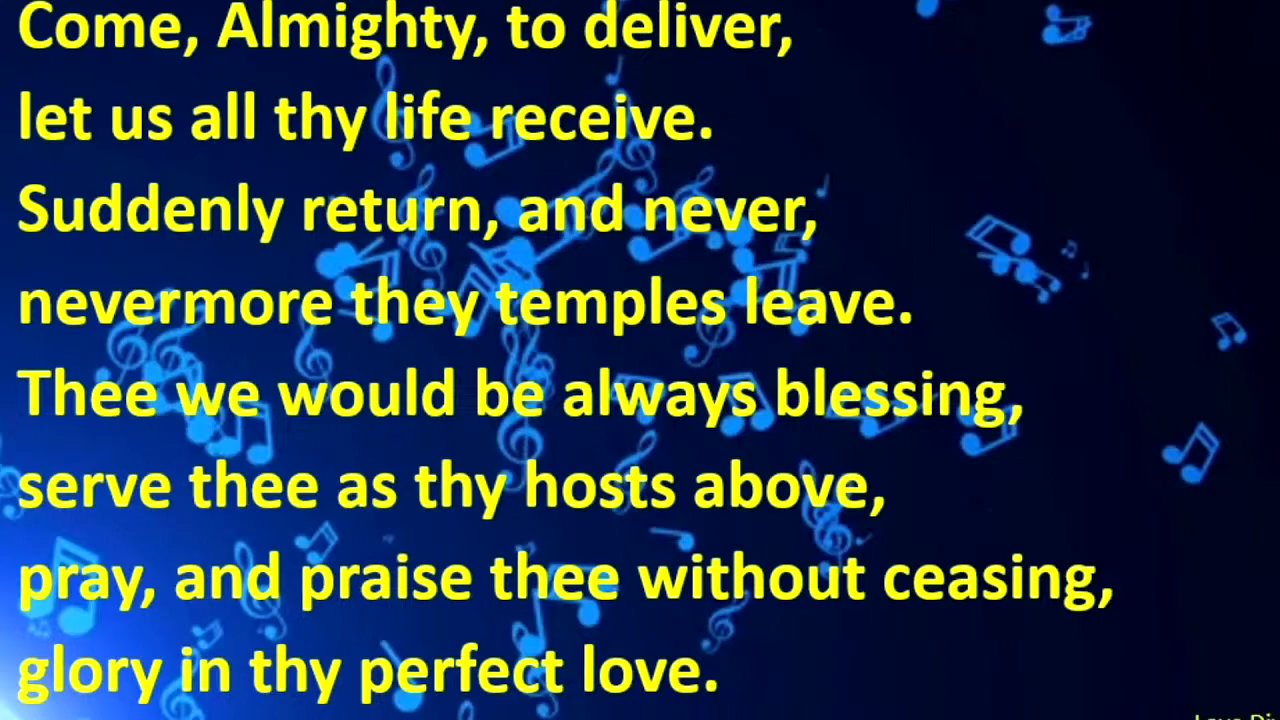 Come, Almighty, to deliver,
let us all thy life receive.
Suddenly return, and never,
nevermore they temples leave.
Thee we would be always blessing,
serve thee as thy hosts above,
pray, and praise thee without ceasing,
glory in thy perfect love.